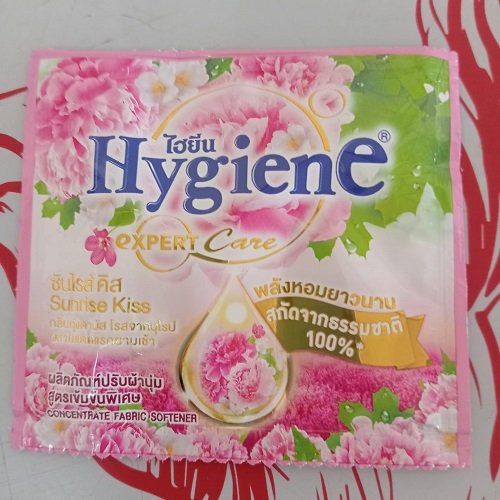 ไฮยีน
Hygiene®
EXPERT Care
ซันไรส์ คิส
Sunrise Kiss
พลังหอมยาวนาน
สกัดจากธรรมชาติ
100%*
ผลิตภัณฑ์ปรับผ้านุ่ม
สูตรเข้มข้นพิเศษ
CONCENTRATE FABRIC SOFTENER